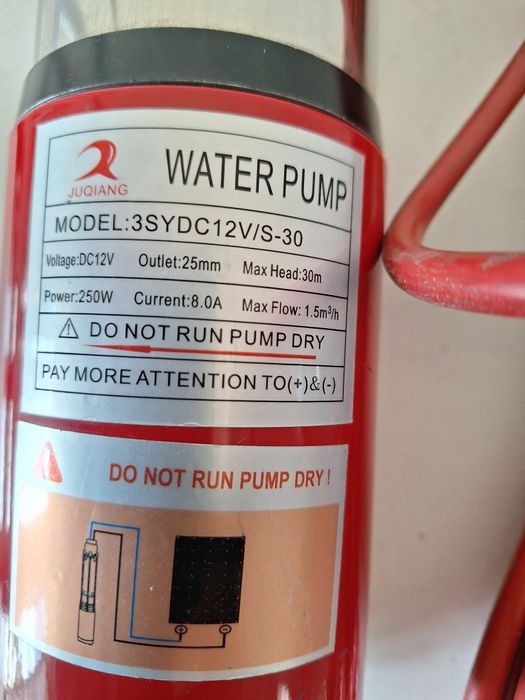 JUQIANG
WATER PUMP
MODEL:3SYDC12V/S-30
Voltage:DC12V Outlet:25mm Max Head:30m
Power:250W Current:8.0A Max Flow: 1.5m³/h
DO NOT RUN PUMP DRY
PAY MORE ATTENTION TO(+)&(-)
DO NOT RUN PUMP DRY !
+ −